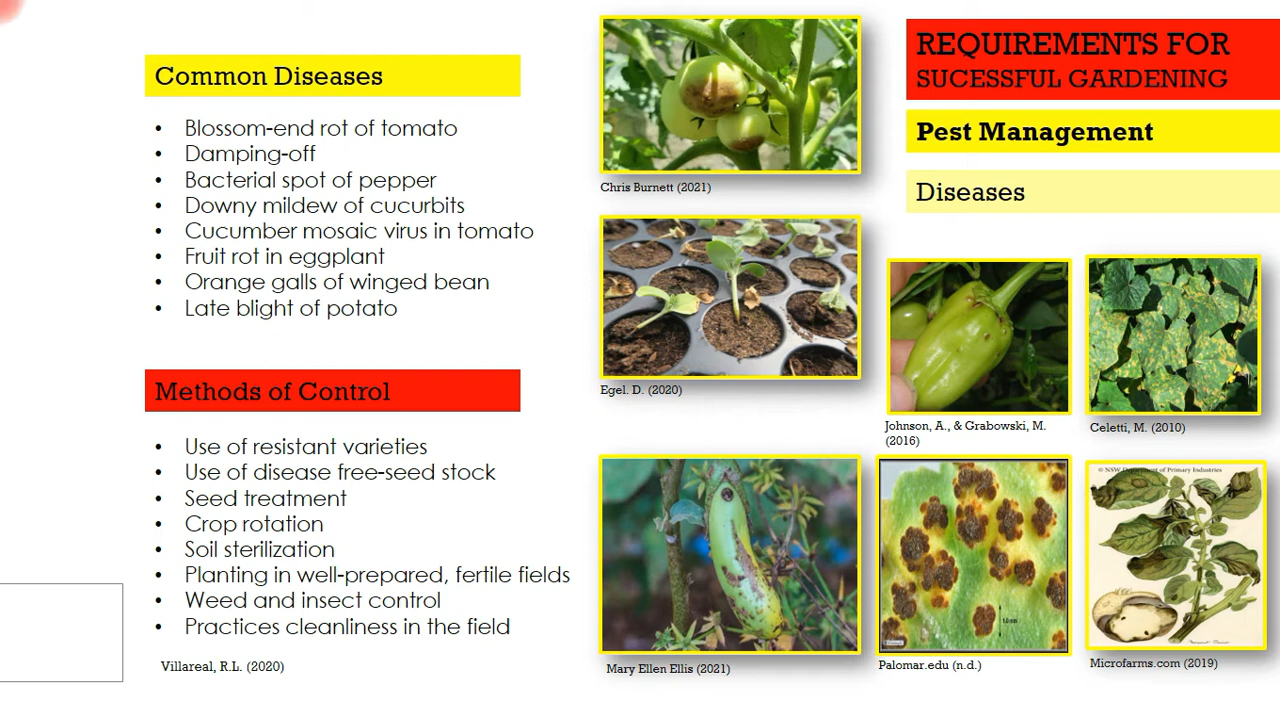 REQUIREMENTS FOR
SUCESSFUL GARDENING
Pest Management
Diseases
Common Diseases
• Blossom-end rot of tomato
• Damping-off
• Bacterial spot of pepper
• Downy mildew of cucurbits
• Cucumber mosaic virus in tomato
• Fruit rot in eggplant
• Orange galls of winged bean
• Late blight of potato
Methods of Control
• Use of resistant varieties
• Use of disease free-seed stock
• Seed treatment
• Crop rotation
• Soil sterilization
• Planting in well-prepared, fertile fields
• Weed and insect control
• Practices cleanliness in the field
Villareal, R.L. (2020)
Chris Burnett (2021)
Egel. D. (2020)
Johnson, A., & Grabowski, M.
(2016)
Celetti, M. (2010)
Mary Ellen Ellis (2021)
Palomar.edu (n.d.)
© NSW Department of Primary Industries
Microfarms.com (2019)